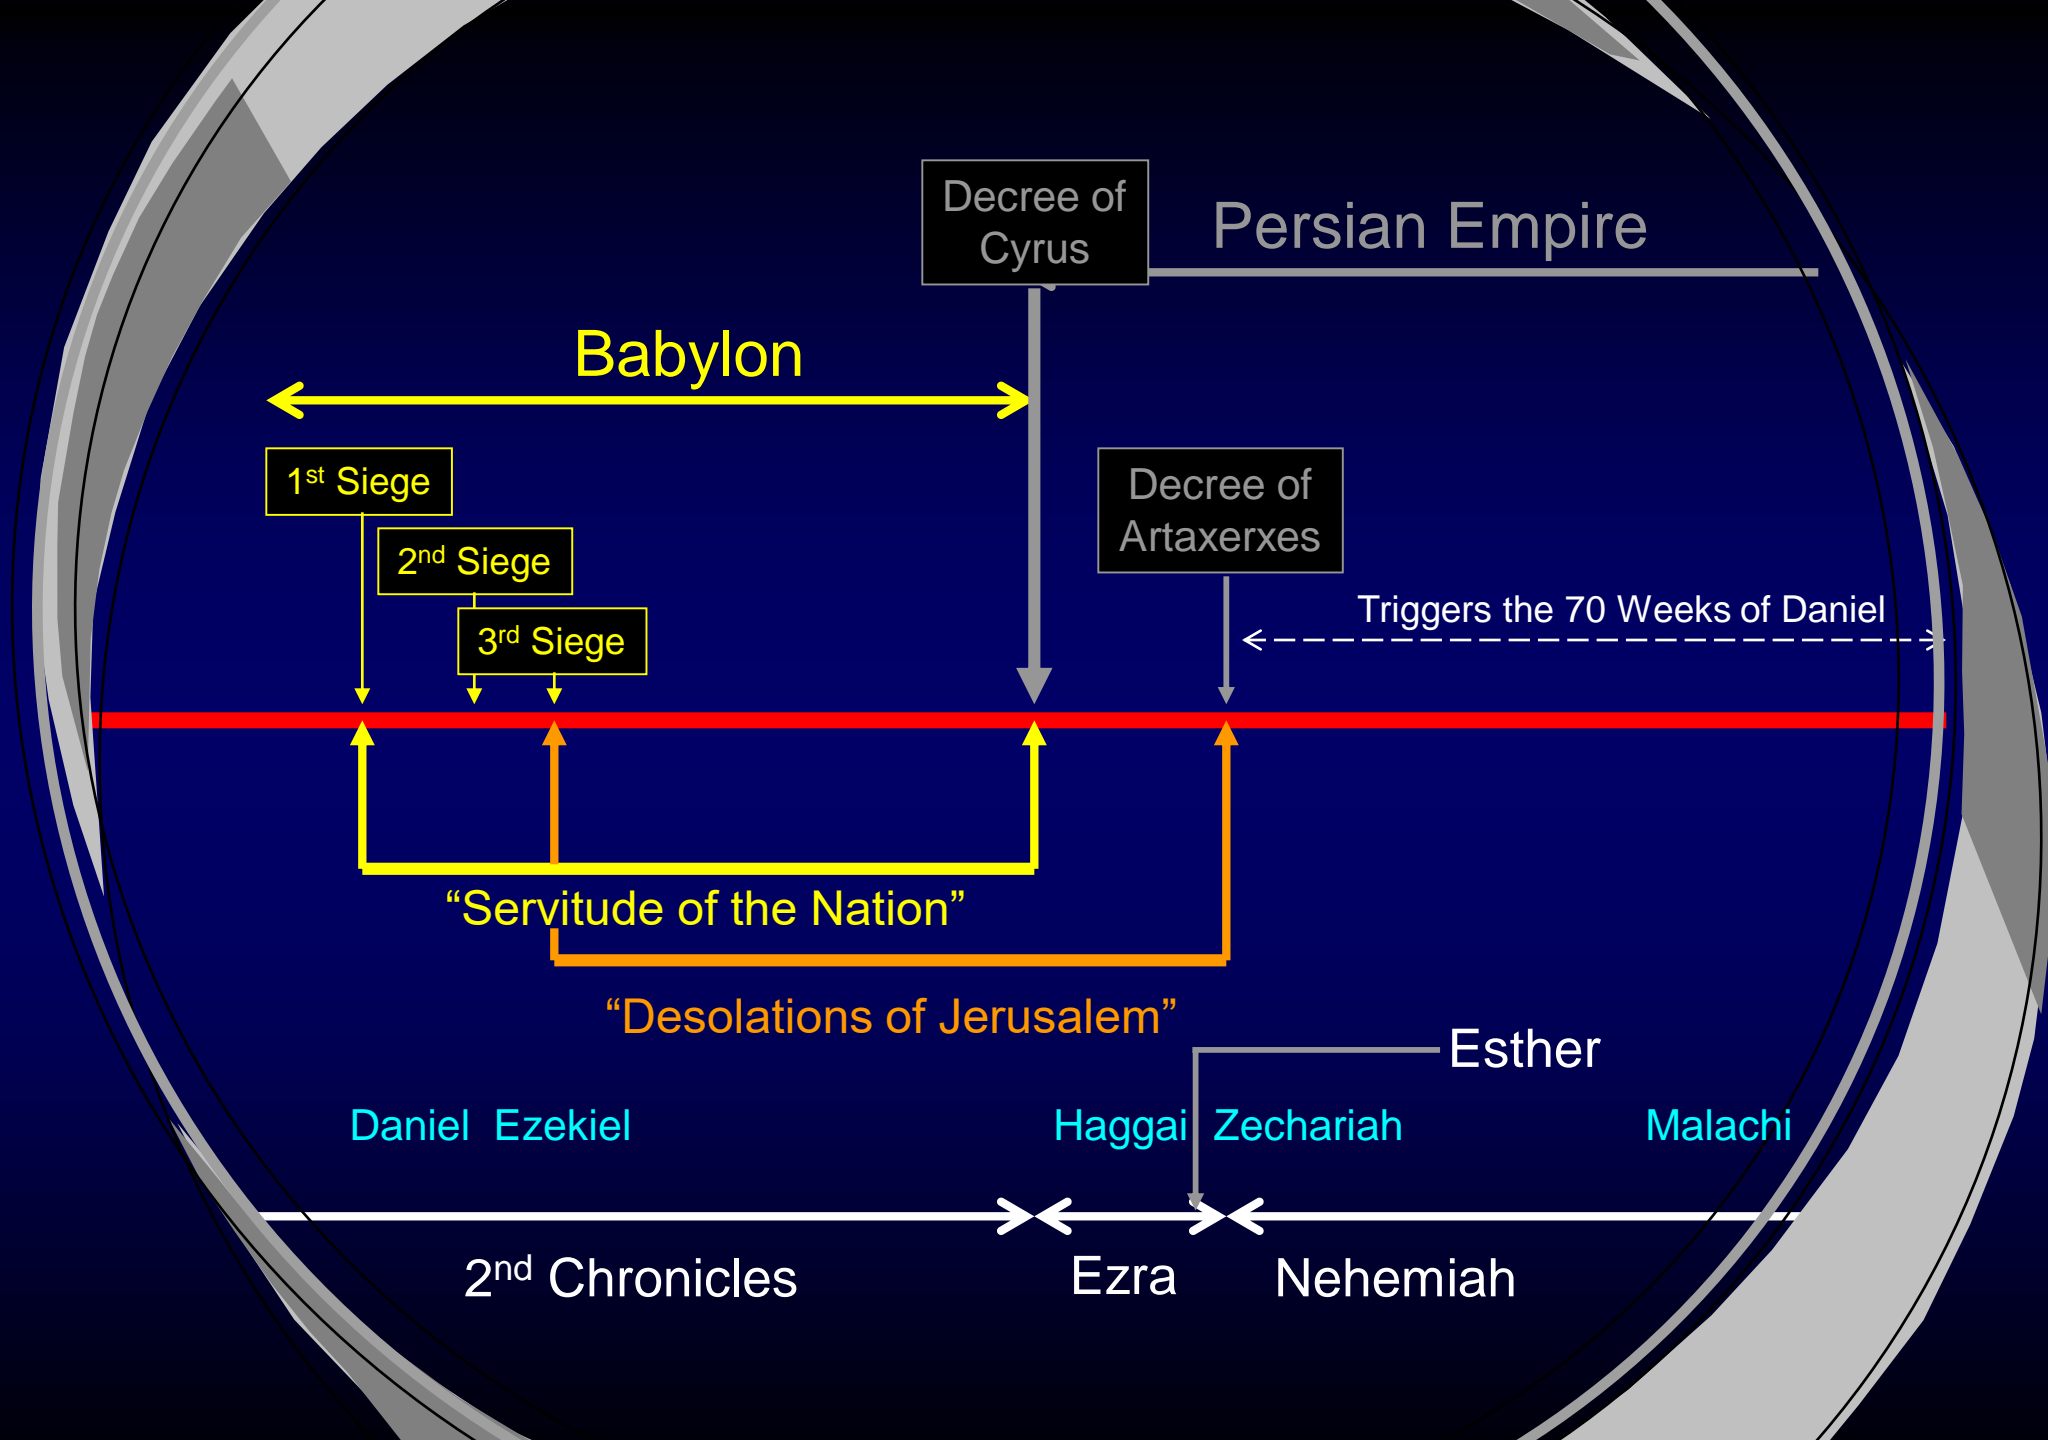 Decree of
Cyrus
Persian Empire
Babylon
1st Siege
2nd Siege
3rd Siege
Decree of
Artaxerxes
Triggers the 70 Weeks of Daniel
“Servitude of the Nation”
“Desolations of Jerusalem”
Esther
Daniel Ezekiel
Haggai Zechariah
Malachi
2nd Chronicles
Ezra
Nehemiah